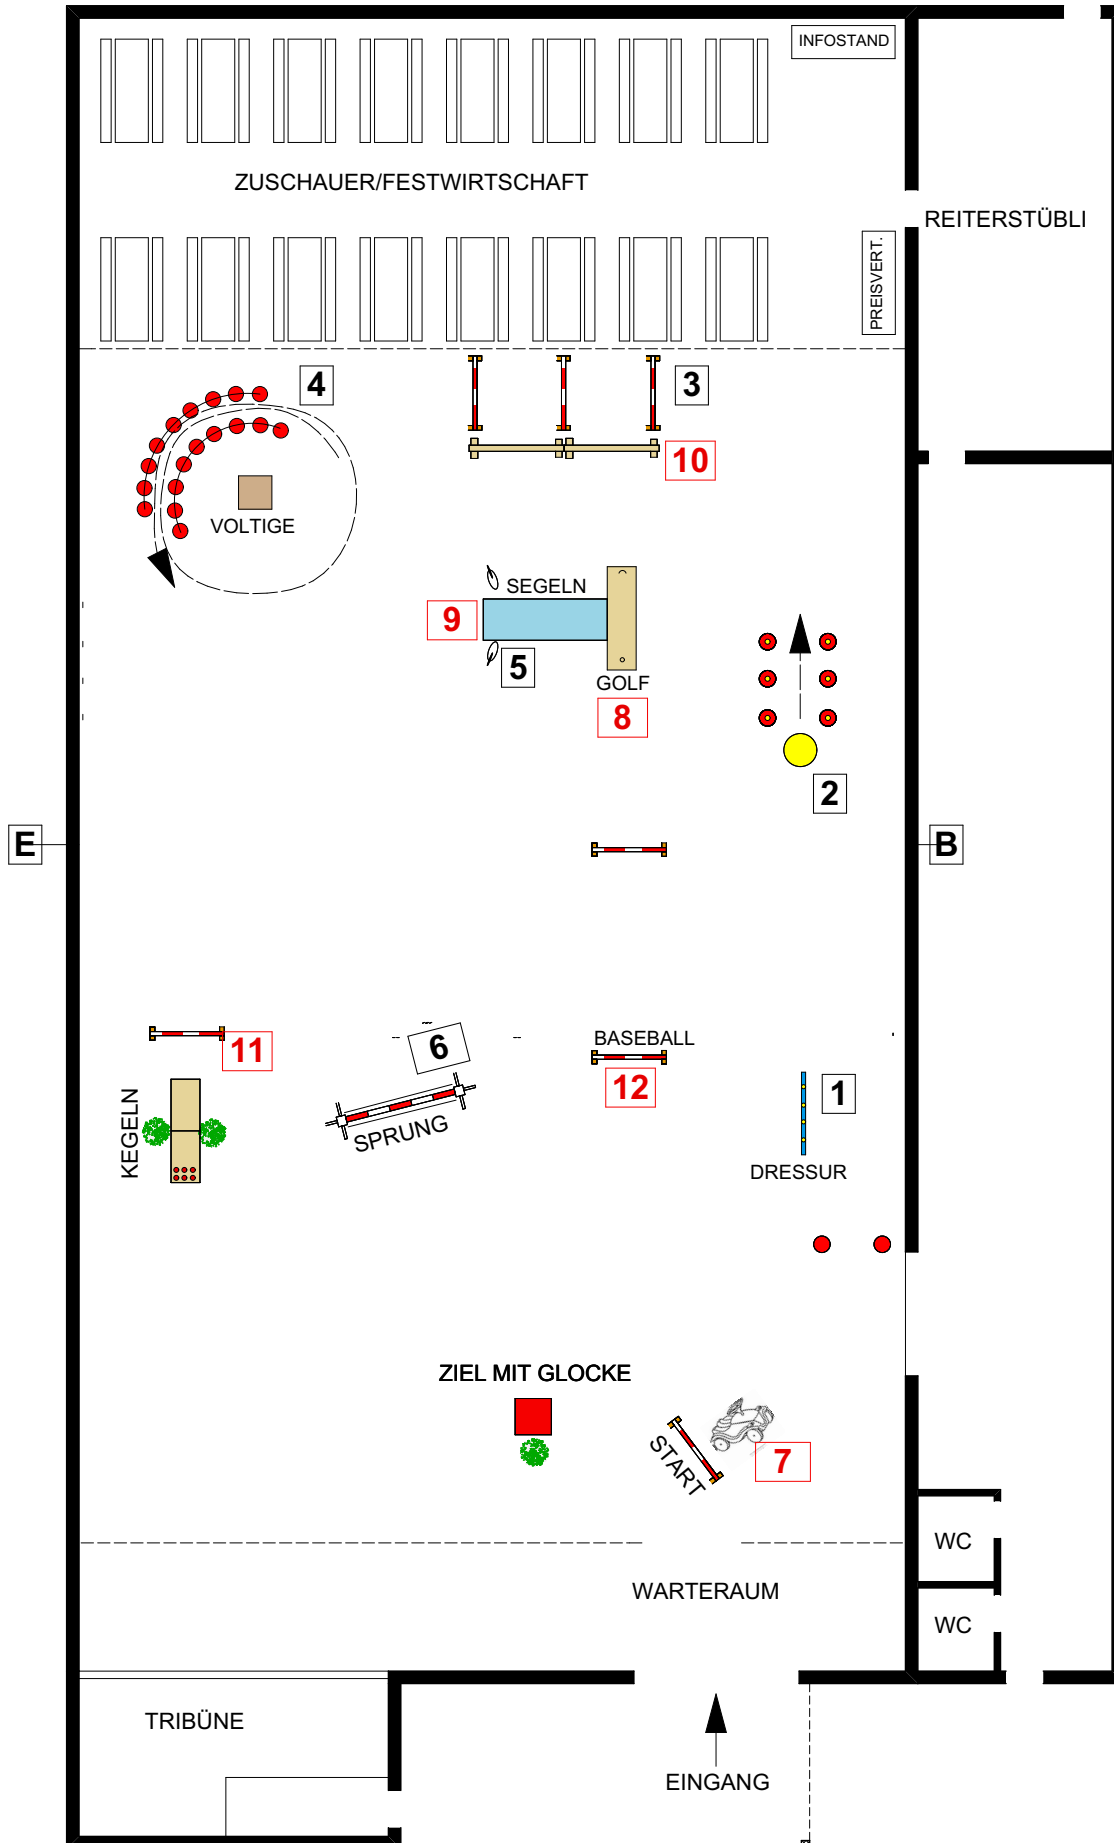 INFOSTAND
ZUSCHAUER/FESTWIRTSCHAFT
REITERSTÜBLI
PREISVERT.
4
3
10
VOLTIGE
SEGELN
9
5
GOLF
8
2
E
B
11
6
BASEBALL
12
1
KEGELN
SPRUNG
DRESSUR
ZIEL MIT GLOCKE
START
7
WC
WARTERAUM
WC
TRIBÜNE
EINGANG